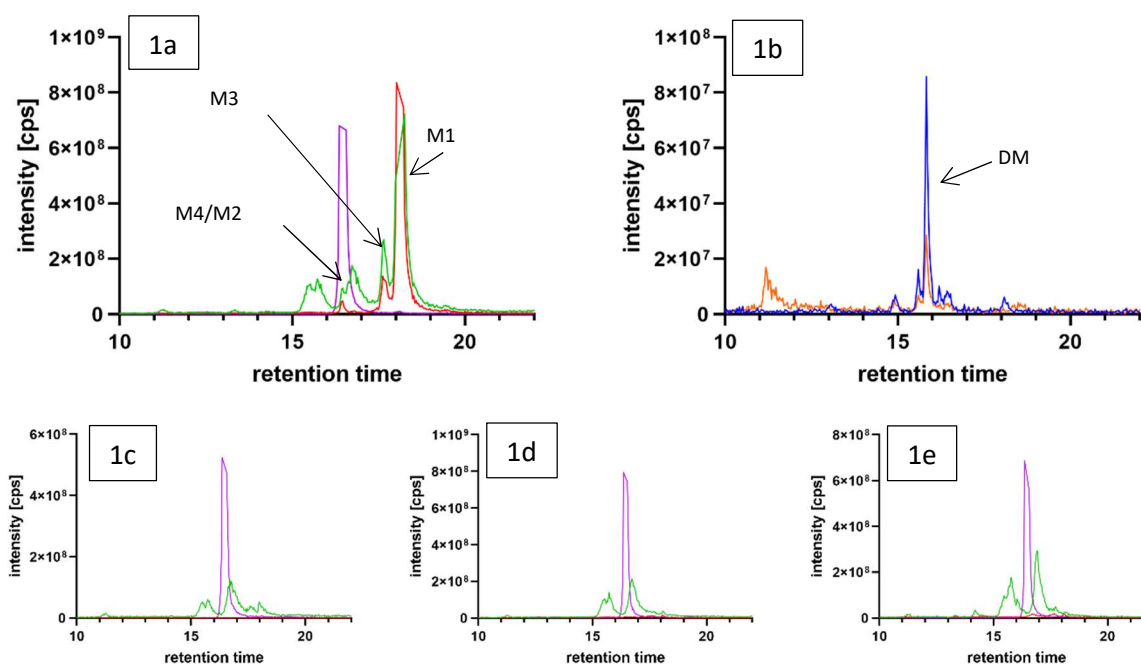 1a
1×10⁹
8×10⁸
6×10⁸
4×10⁸
2×10⁸
0
intensity [cps]
M3
M1
M4/M2
10
15
20
retention time
1b
1×10⁸
8×10⁷
6×10⁷
4×10⁷
2×10⁷
0
intensity [cps]
DM
10
15
20
retention time
1c
6×10⁸
4×10⁸
2×10⁸
0
intensity [cps]
10
15
20
retention time
1d
1×10⁹
8×10⁸
6×10⁸
4×10⁸
2×10⁸
0
intensity [cps]
10
15
20
retention time
1e
8×10⁸
6×10⁸
4×10⁸
2×10⁸
0
intensity [cps]
10
15
20
retention time